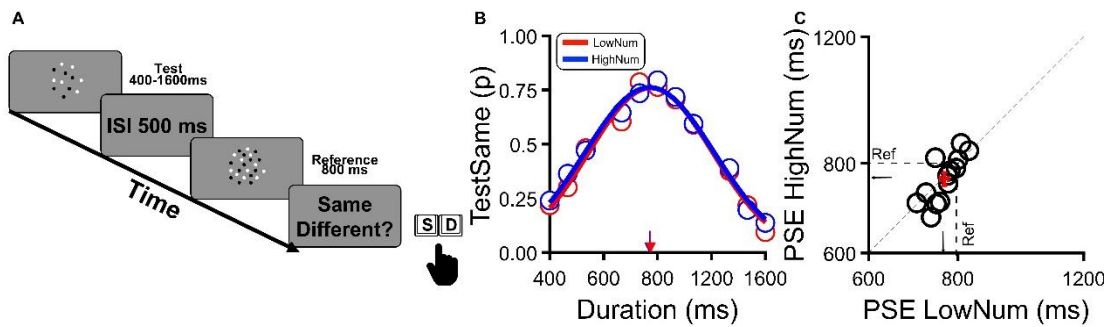 A
Test
400-1600ms
ISI 500 ms
Reference
800 ms
Same
Different?
S D
Time
B
LowNum
HighNum
TestSame (p)
1.00
0.75
0.5
0.25
0.00
400 600 800 1200 1600
Duration (ms)
C
PSE HighNum (ms)
1200
800
600
Ref
Ref
600 800 1200
PSE LowNum (ms)